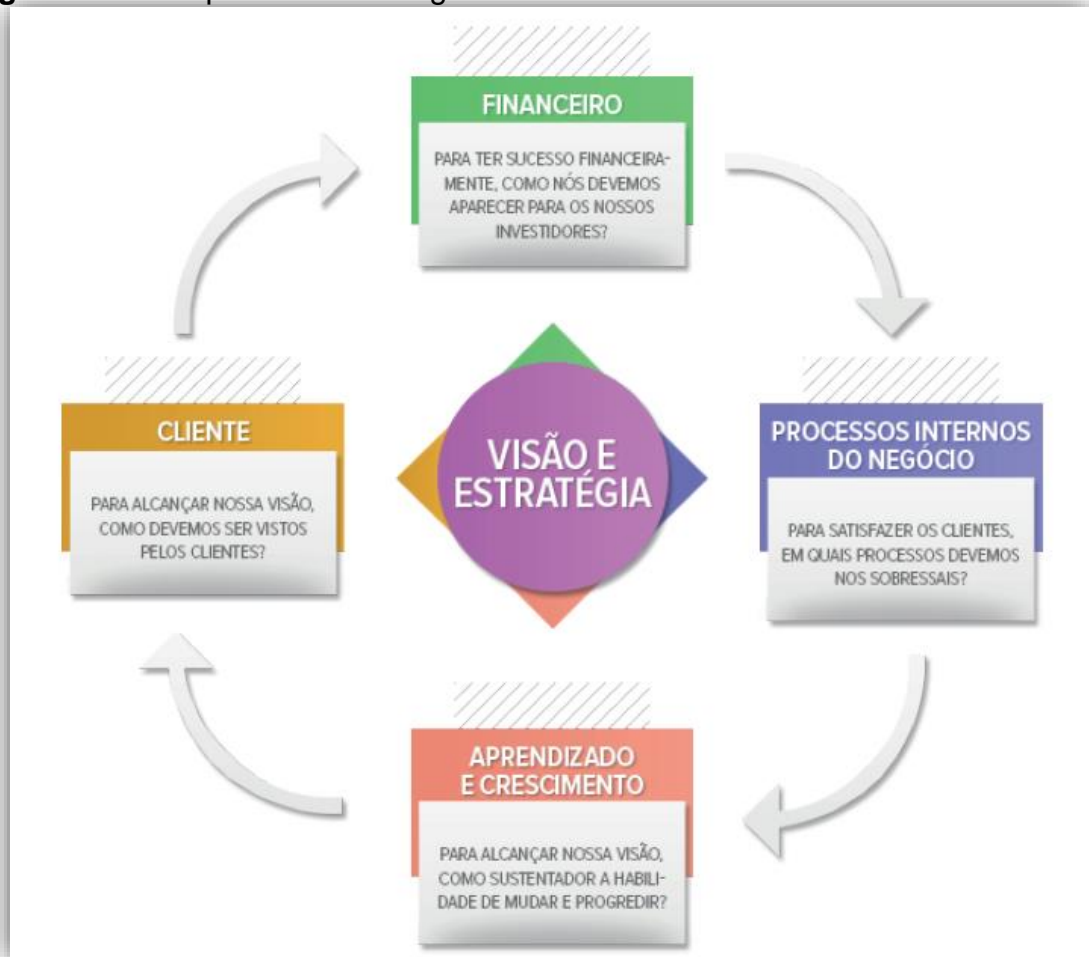 FINANCEIRO
PARA TER SUCESSO FINANCEIRA-
MENTE, COMO NÓS DEVEMOS
APARECER PARA OS NOSSOS
INVESTIDORES?
CLIENTE
PARA ALCANÇAR NOSSA VISÃO,
COMO DEVEMOS SER VISTOS
PELOS CLIENTES?
VISÃO E
ESTRATÉGIA
PROCESSOS INTERNOS
DO NEGÓCIO
PARA SATISFAZER OS CLIENTES,
EM QUAIS PROCESSOS DEVEMOS
NOS SOBRESSAIS?
APRENDIZADO
E CRESCIMENTO
PARA ALCANÇAR NOSSA VISÃO,
COMO SUSTENTADOR A HABILI-
DADE DE MUDAR E PROGREDIR?